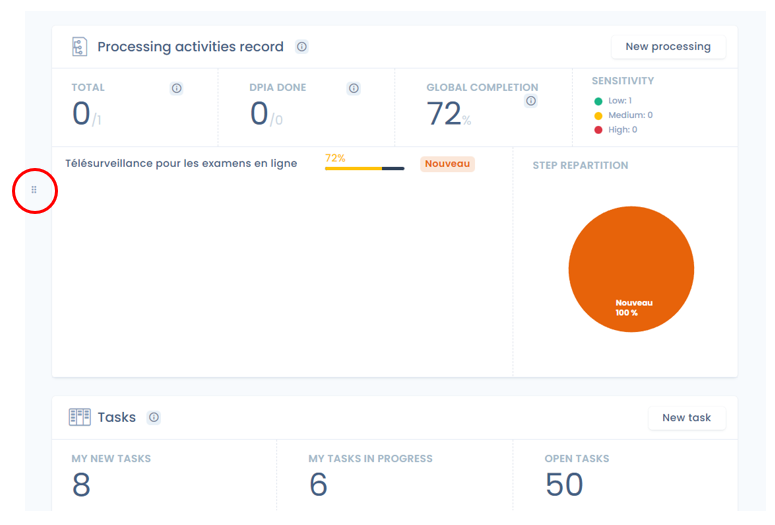 Processing activities record
New processing
TOTAL
0/1
DPIA DONE
0/0
GLOBAL COMPLETION
72%
SENSITIVITY
Low: 1
Medium: 0
High: 0
Télésurveillance pour les examens en ligne
72%
Nouveau
STEP REPARTITION
Nouveau
100 %
Tasks
New task
MY NEW TASKS
8
MY TASKS IN PROGRESS
6
OPEN TASKS
50